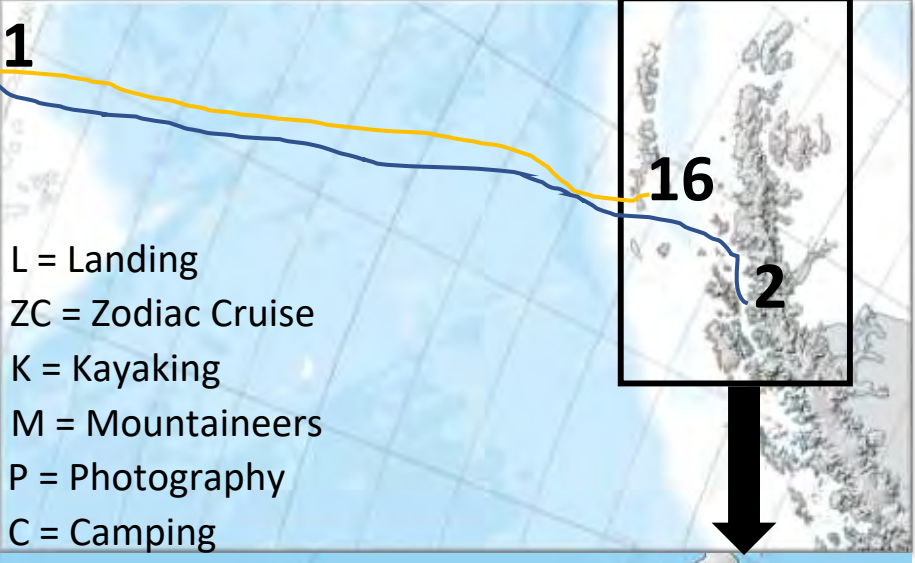 1
16
2
L = Landing
ZC = Zodiac Cruise
K = Kayaking
M = Mountaineers
P = Photography
C = Camping